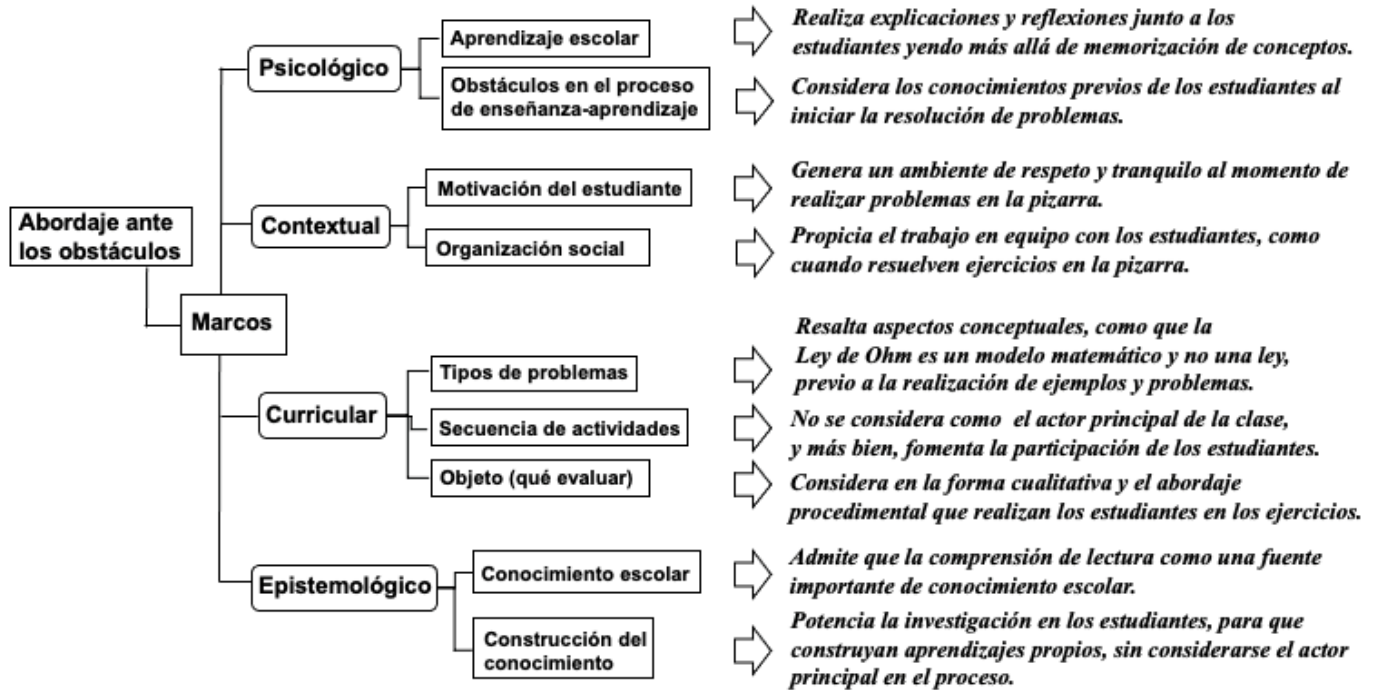 Abordaje ante
los obstáculos
Marcos
Psicológico
Aprendizaje escolar
Realiza explicaciones y reflexiones junto a los
estudiantes yendo más allá de memorización de conceptos.
Obstáculos en el proceso
de enseñanza-aprendizaje
Considera los conocimientos previos de los estudiantes al
iniciar la resolución de problemas.
Contextual
Motivación del estudiante
Genera un ambiente de respeto y tranquilo al momento de
realizar problemas en la pizarra.
Organización social
Propicia el trabajo en equipo con los estudiantes, como
cuando resuelven ejercicios en la pizarra.
Curricular
Tipos de problemas
Resalta aspectos conceptuales, como que la
Ley de Ohm es un modelo matemático y no una ley,
previo a la realización de ejemplos y problemas.
Secuencia de actividades
No se considera como el actor principal de la clase,
y más bien, fomenta la participación de los estudiantes.
Objeto (qué evaluar)
Considera en la forma cualitativa y el abordaje
procedimental que realizan los estudiantes en los ejercicios.
Epistemológico
Conocimiento escolar
Admite que la comprensión de lectura como una fuente
importante de conocimiento escolar.
Construcción del
conocimiento
Potencia la investigación en los estudiantes, para que
construyan aprendizajes propios, sin considerarse el actor
principal en el proceso.